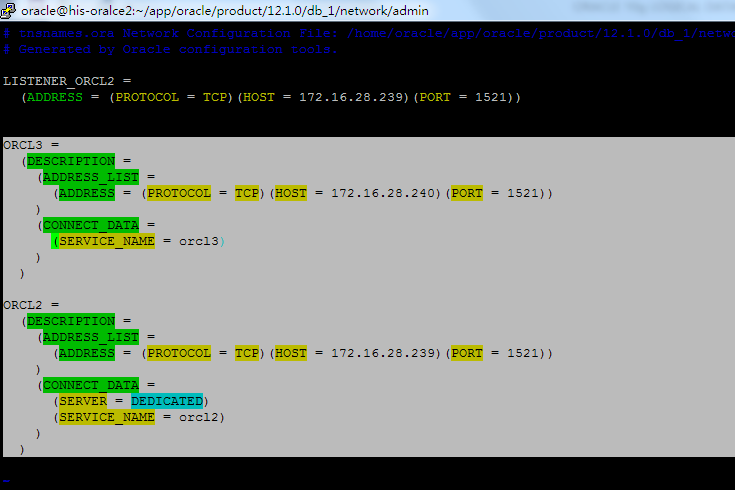 oracle@his-oralce2:~/app/oracle/product/12.1.0/db_1/network/admin
# tnsnames.ora Network Configuration File: /home/oracle/app/oracle/product/12.1.0/db_1/netw
# Generated by Oracle configuration tools.
LISTENER_ORCL2 =
(ADDRESS = (PROTOCOL = TCP)(HOST = 172.16.28.239)(PORT = 1521))
ORCL3 =
(DESCRIPTION =
(ADDRESS_LIST =
(ADDRESS = (PROTOCOL = TCP)(HOST = 172.16.28.240)(PORT = 1521))
)
(CONNECT_DATA =
(SERVICE_NAME = orcl3)
)
)
ORCL2 =
(DESCRIPTION =
(ADDRESS_LIST =
(ADDRESS = (PROTOCOL = TCP)(HOST = 172.16.28.239)(PORT = 1521))
)
(CONNECT_DATA =
(SERVER = DEDICATED)
(SERVICE_NAME = orcl2)
)
)
~